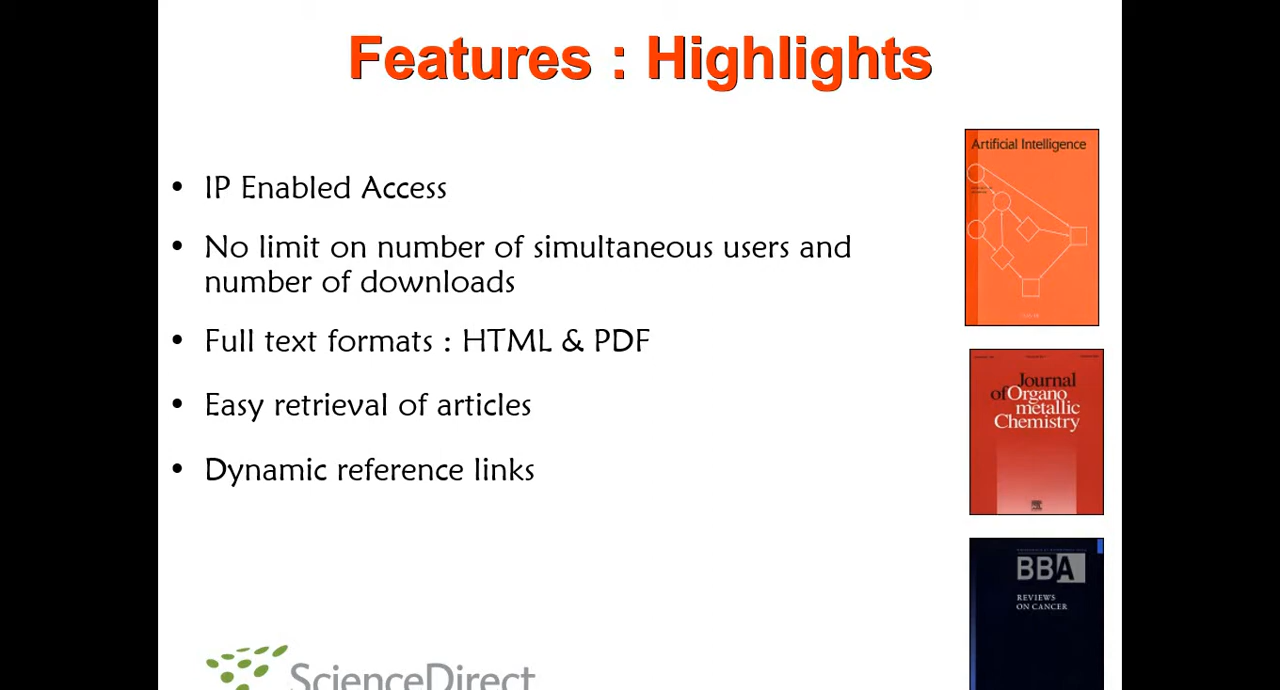 Features : Highlights
• IP Enabled Access
• No limit on number of simultaneous users and
number of downloads
• Full text formats : HTML & PDF
• Easy retrieval of articles
• Dynamic reference links
Artificial Intelligence
Journal
of Organo
metallic
Chemistry
BBA
REVIEWS
ON CANCER
ScienceDirect